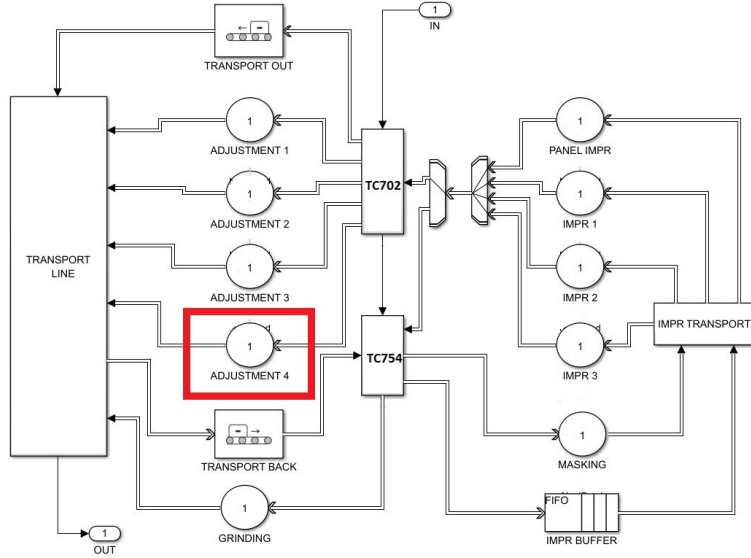 1
IN
TRANSPORT OUT
1
ADJUSTMENT 1
1
PANEL IMPR
TC702
1
ADJUSTMENT 2
1
IMPR 1
TRANSPORT
LINE
1
ADJUSTMENT 3
1
IMPR 2
IMPR TRANSPORT
1
ADJUSTMENT 4
TC754
1
IMPR 3
TRANSPORT BACK
1
MASKING
1
GRINDING
FIFO
IMPR BUFFER
1
OUT